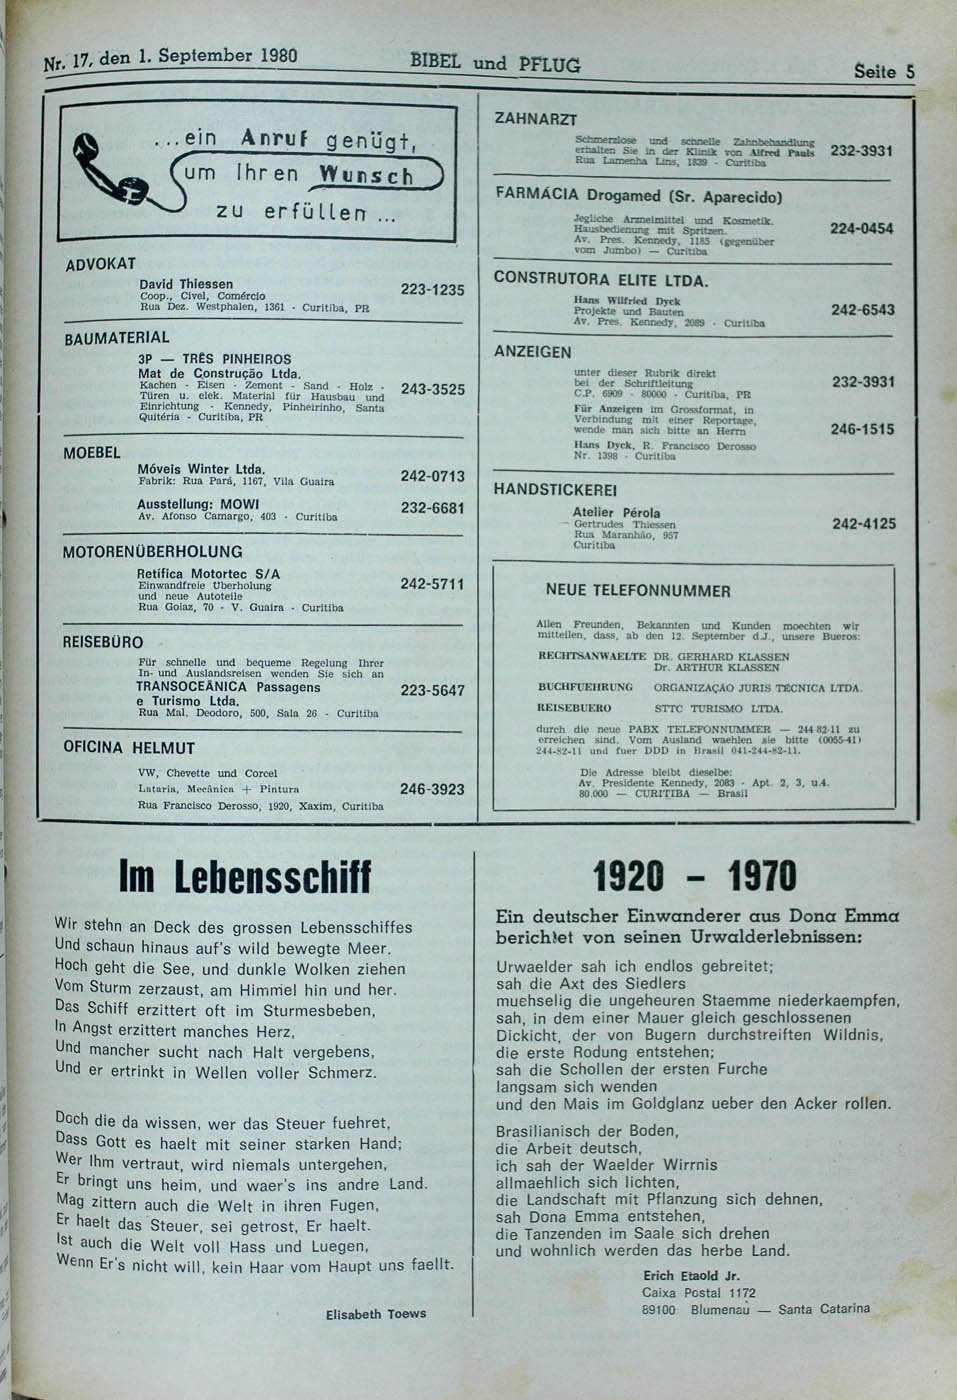 Nr. 17, den 1. September 1980
BIBEL und PFLUG
Seite 5
...ein Anruf genügt,
um Ihren Wunsch
zu erfüllen ...
ADVOKAT
David Thiessen
Coop., Civel, Comércio
Rua Dez. Westphalen, 1361 - Curitiba, PR
223-1235
BAUMATERIAL
3P — TRÊS PINHEIROS
Mat de Construção Ltda.
Kachen - Eisen - Zement - Sand - Holz -
Türen u. elek. Material für Hausbau und
Einrichtung - Kennedy, Pinheirinho, Santa
Quitéria - Curitiba, PR
243-3525
MOEBEL
Móveis Winter Ltda.
Fabrik: Rua Pará, 1167, Vila Guaira
242-0713
Ausstellung: MOWI
Av. Afonso Camargo, 403 - Curitiba
232-6681
MOTORENÜBERHOLUNG
Retífica Motortec S/A
Einwandfreie Uberholung
und neue Autoteile
Rua Goiaz, 70 - V. Guaira - Curitiba
242-5711
REISEBÜRO
Für schnelle und bequeme Regelung Ihrer
In- und Auslandsreisen wenden Sie sich an
TRANSOCEÂNICA Passagens
e Turismo Ltda.
Rua Mal. Deodoro, 500, Sala 26 - Curitiba
223-5647
OFICINA HELMUT
VW, Chevette und Corcel
Lataria, Mecânica + Pintura
Rua Francisco Derosso, 1920, Xaxim, Curitiba
246-3923
ZAHNARZT
Schmerzlose und schnelle Zahnbehandlung
erhalten Sie in der Klinik von Alfred Pauls
Rua Lamenha Lins, 1839 - Curitiba
232-3931
FARMÁCIA Drogamed (Sr. Aparecido)
Jegliche Arzneimittel und Kosmetik.
Hausbedienung mit Spritzen.
Av. Pres. Kennedy, 1185 (gegenüber
vom Jumbo) — Curitiba
224-0454
CONSTRUTORA ELITE LTDA.
Hans Wilfried Dyck
Projekte und Bauten
Av. Pres. Kennedy, 2089 - Curitiba
242-6543
ANZEIGEN
unter dieser Rubrik direkt
bei der Schriftleitung
C.P. 6909 - 80000 - Curitiba, PR
232-3931
Für Anzeigen im Grossformat, in
Verbindung mit einer Reportage,
wende man sich bitte an Herrn
246-1515
Hans Dyck, R. Francisco Derosso
Nr. 1398 - Curitiba
HANDSTICKEREI
Atelier Pérola
Gertrudes Thiessen
Rua Maranhão, 957
Curitiba
242-4125
NEUE TELEFONNUMMER
Allen Freunden, Bekannten und Kunden moechten wir
mitteilen, dass, ab den 12. September d.J., unsere Bueros:
RECHTSANWAELTE DR. GERHARD KLASSEN
Dr. ARTHUR KLASSEN
BUCHFUEHRUNG ORGANIZAÇÃO JURIS TÉCNICA LTDA.
REISEBUERO STTC TURISMO LTDA.
durch die neue PABX TELEFONNUMMER — 244 82-11 zu
erreichen sind. Vom Ausland waehlen sie bitte (0055-41)
244-82-11 und fuer DDD in Brasil 041-244-82-11.
Die Adresse bleibt dieselbe:
Av. Presidente Kennedy, 2083 - Apt. 2, 3, u.4.
80.000 — CURITIBA — Brasil
Im Lebensschiff
Wir stehn an Deck des grossen Lebensschiffes
Und schaun hinaus auf's wild bewegte Meer.
Hoch geht die See, und dunkle Wolken ziehen
Vom Sturm zerzaust, am Himmel hin und her.
Das Schiff erzittert oft im Sturmesbeben,
In Angst erzittert manches Herz,
Und mancher sucht nach Halt vergebens,
Und er ertrinkt in Wellen voller Schmerz.
Doch die da wissen, wer das Steuer fuehret,
Dass Gott es haelt mit seiner starken Hand;
Wer Ihm vertraut, wird niemals untergehen,
Er bringt uns heim, und waer's ins andre Land.
Mag zittern auch die Welt in ihren Fugen,
Er haelt das Steuer, sei getrost, Er haelt.
Ist auch die Welt voll Hass und Luegen,
Wenn Er's nicht will, kein Haar vom Haupt uns faellt.
Elisabeth Toews
1920 - 1970
Ein deutscher Einwanderer aus Dona Emma
berichtet von seinen Urwalderlebnissen:
Urwaelder sah ich endlos gebreitet;
sah die Axt des Siedlers
muehselig die ungeheuren Staemme niederkaempfen,
sah, in dem einer Mauer gleich geschlossenen
Dickicht, der von Bugern durchstreiften Wildnis,
die erste Rodung entstehen;
sah die Schollen der ersten Furche
langsam sich wenden
und den Mais im Goldglanz ueber den Acker rollen.
Brasilianisch der Boden,
die Arbeit deutsch,
ich sah der Waelder Wirrnis
allmaehlich sich lichten,
die Landschaft mit Pflanzung sich dehnen,
sah Dona Emma entstehen,
die Tanzenden im Saale sich drehen
und wohnlich werden das herbe Land.
Erich Etaold Jr.
Caixa Postal 1172
89100 Blumenau — Santa Catarina